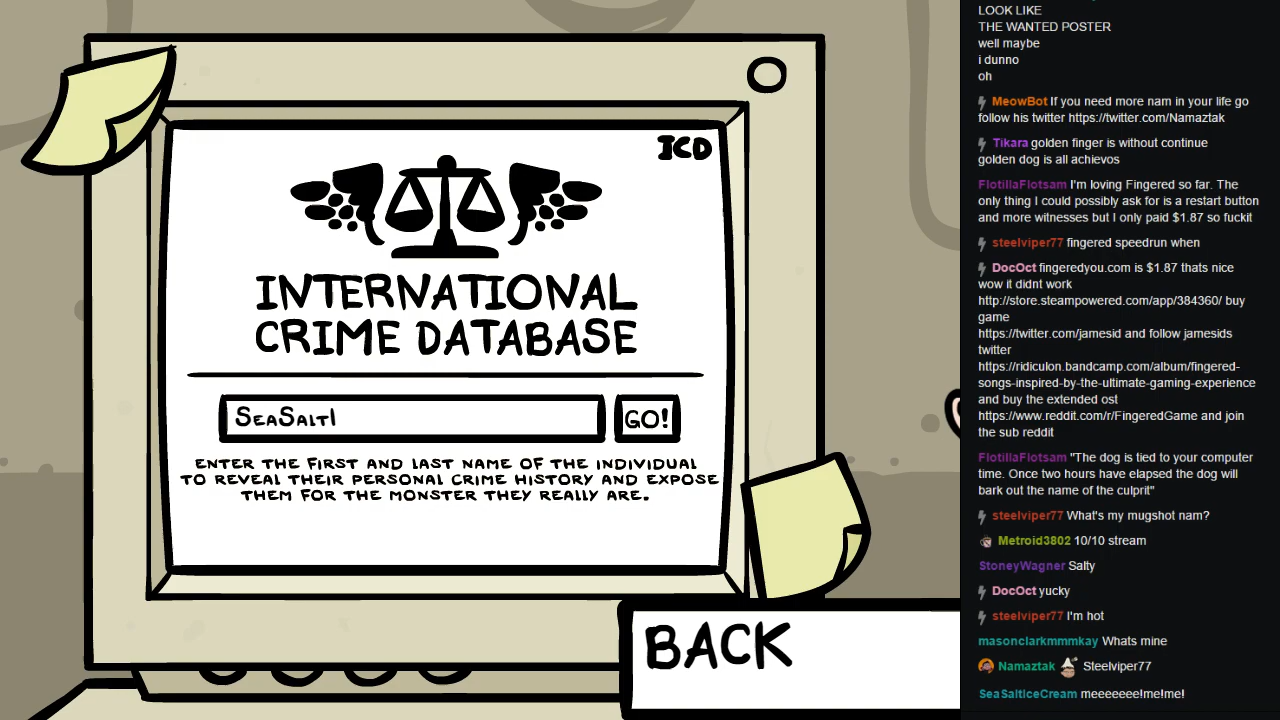 ICD
INTERNATIONAL
CRIME DATABASE
SeaSaltI
GO!
ENTER THE FIRST AND LAST NAME OF THE INDIVIDUAL
TO REVEAL THEIR PERSONAL CRIME HISTORY AND EXPOSE
THEM FOR THE MONSTER THEY REALLY ARE.
BACK
LOOK LIKE
THE WANTED POSTER
well maybe
i dunno
oh
MeowBot If you need more nam in your life go
follow his twitter https://twitter.com/Namaztak
Tikara golden finger is without continue
golden dog is all achievos
FlotillaFlotsam I'm loving Fingered so far. The
only thing I could possibly ask for is a restart button
and more witnesses but I only paid $1.87 so fuckit
steelviper77 fingered speedrun when
DocOct fingeredyou.com is $1.87 thats nice
wow it didnt work
http://store.steampowered.com/app/384360/ buy
game
https://twitter.com/jamesid and follow jamesids
twitter
https://ridiculon.bandcamp.com/album/fingered-
songs-inspired-by-the-ultimate-gaming-experience
and buy the extended ost
https://www.reddit.com/r/FingeredGame and join
the sub reddit
FlotillaFlotsam "The dog is tied to your computer
time. Once two hours have elapsed the dog will
bark out the name of the culprit"
steelviper77 What's my mugshot nam?
Metroid3802 10/10 stream
StoneyWagner Salty
DocOct yucky
steelviper77 I'm hot
masonclarkmmmkay Whats mine
Namaztak Steelviper77
SeaSaltIceCream meeeeeee!me!me!